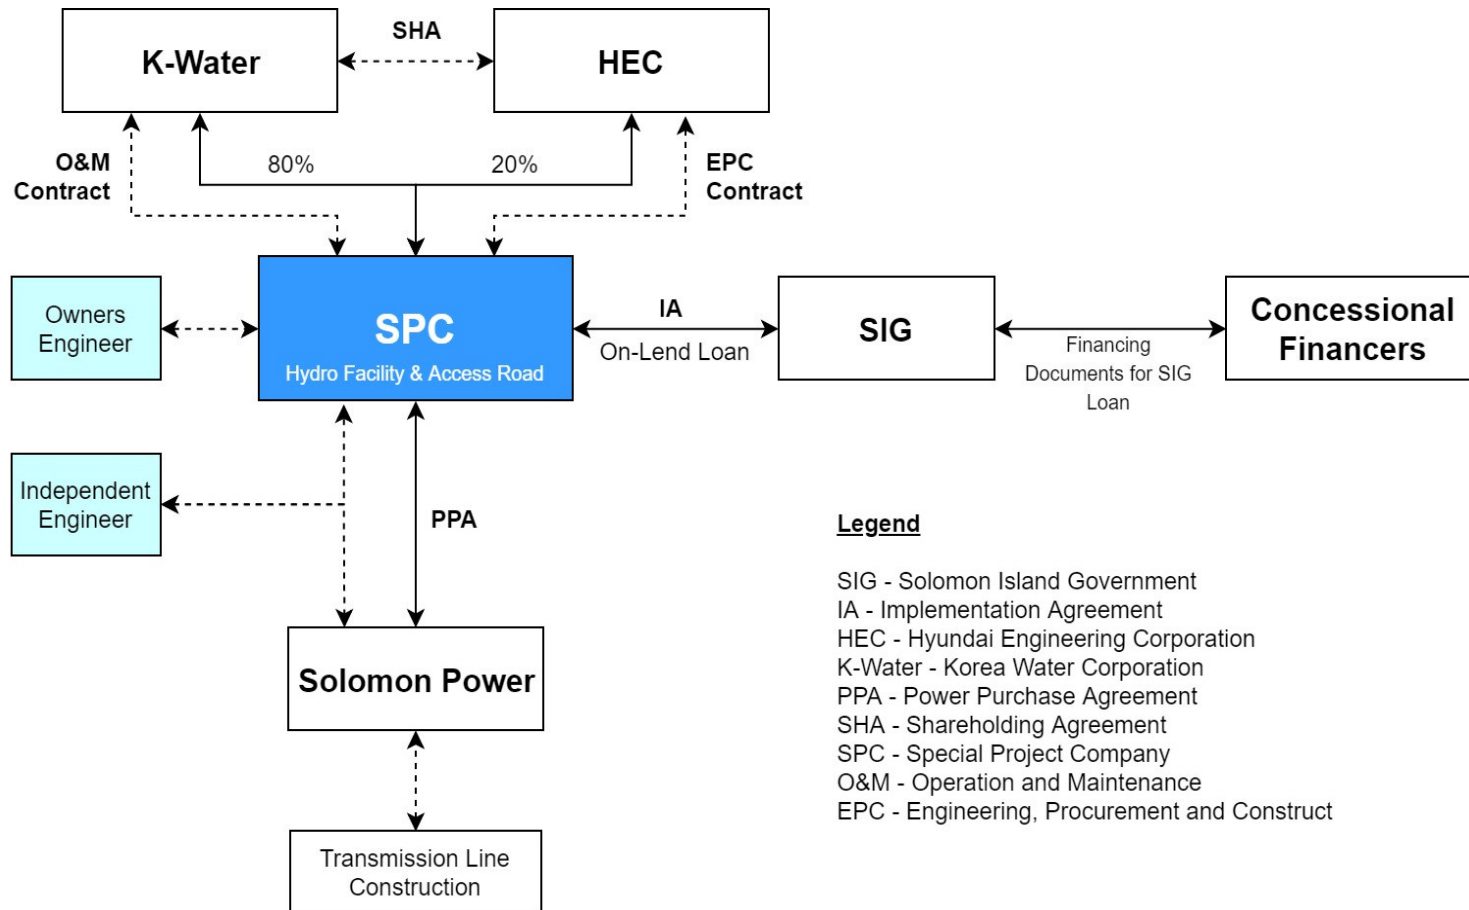 K-Water
SHA
HEC
O&M
Contract
80%
20%
EPC
Contract
Owners
Engineer
SPC
Hydro Facility & Access Road
IA
On-Lend Loan
SIG
Financing
Documents for SIG
Loan
Concessional
Financers
Independent
Engineer
PPA
Solomon Power
Transmission Line
Construction
Legend
SIG - Solomon Island Government
IA - Implementation Agreement
HEC - Hyundai Engineering Corporation
K-Water - Korea Water Corporation
PPA - Power Purchase Agreement
SHA - Shareholding Agreement
SPC - Special Project Company
O&M - Operation and Maintenance
EPC - Engineering, Procurement and Construct